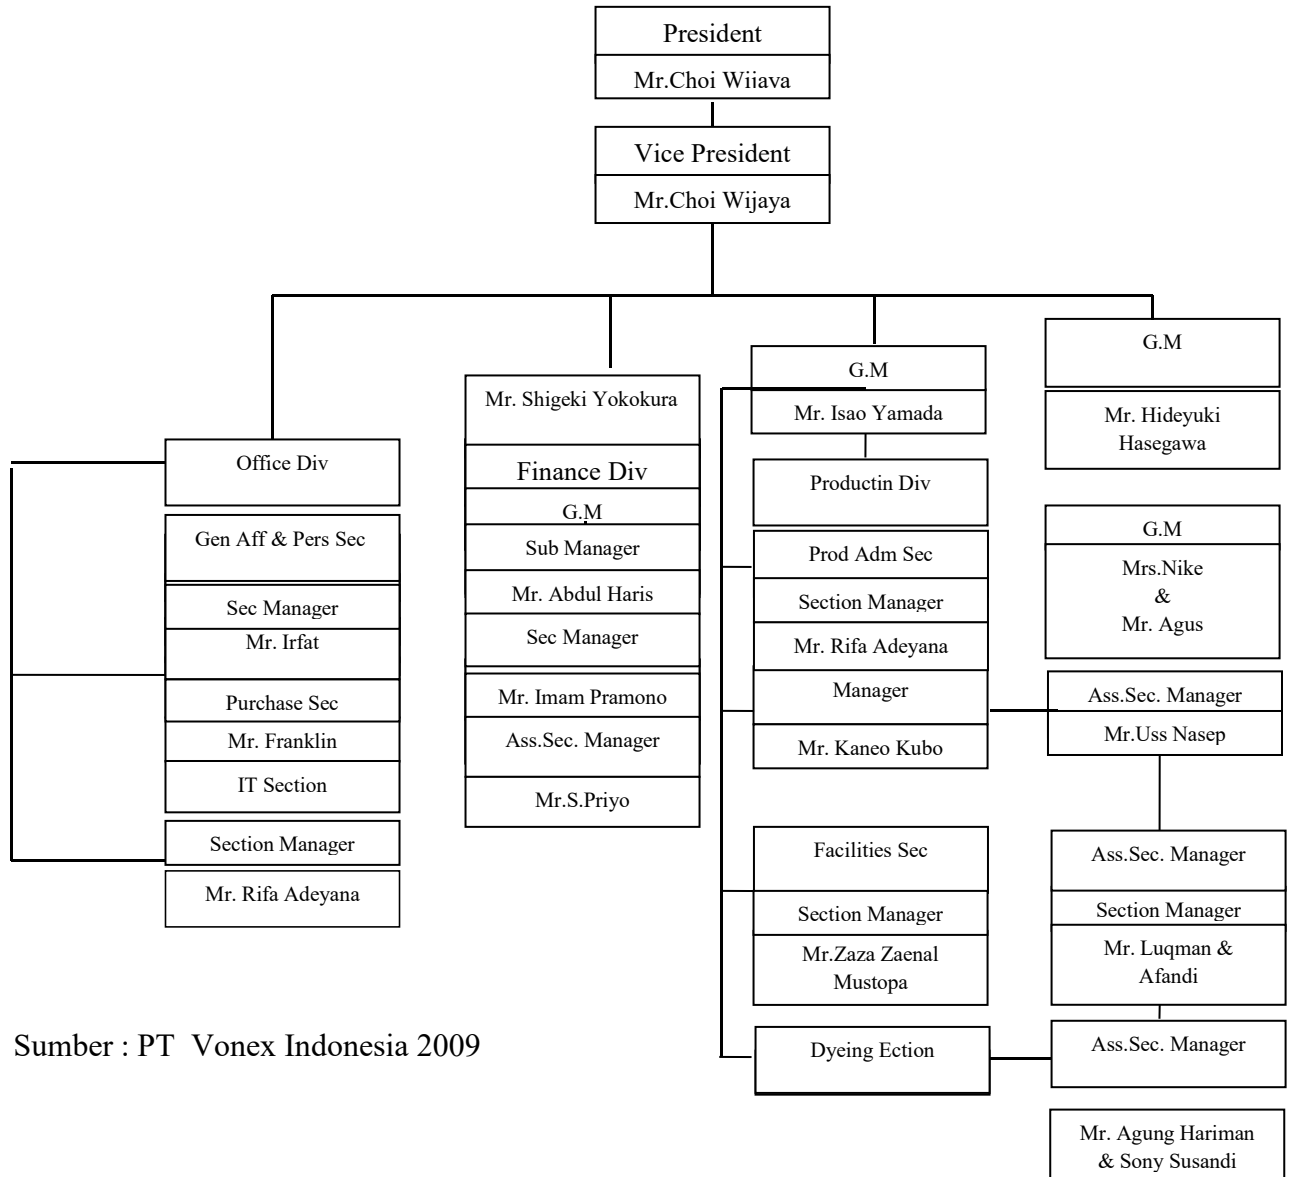 President
Mr.Choi Wijaya
Vice President
Mr.Choi Wijaya
Office Div
Gen Aff & Pers Sec
Sec Manager
Mr. Irfat
Purchase Sec
Mr. Franklin
IT Section
Section Manager
Mr. Rifa Adeyana
Mr. Shigeki Yokokura
Finance Div
G.M
Sub Manager
Mr. Abdul Haris
Sec Manager
Mr. Imam Pramono
Ass.Sec. Manager
Mr.S.Priyo
G.M
Mr. Isao Yamada
Productin Div
Prod Adm Sec
Section Manager
Mr. Rifa Adeyana
Manager
Mr. Kaneo Kubo
Facilities Sec
Section Manager
Mr.Zaza Zaenal
Mustopa
Dyeing Ection
G.M
Mr. Hideyuki
Hasegawa
G.M
Mrs.Nike
&
Mr. Agus
Ass.Sec. Manager
Mr.Uss Nasep
Ass.Sec. Manager
Section Manager
Mr. Luqman &
Afandi
Ass.Sec. Manager
Mr. Agung Hariman
& Sony Susandi
Sumber : PT Vonex Indonesia 2009